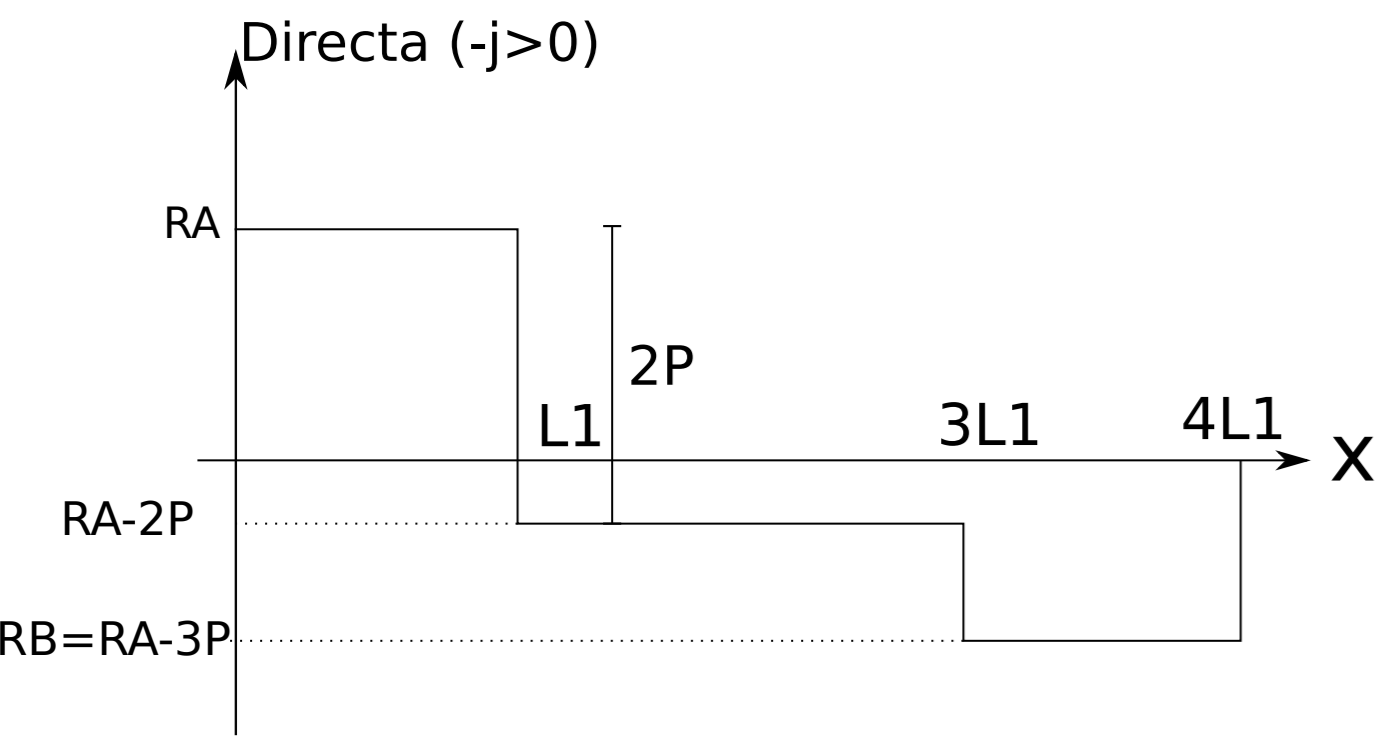 Directa (-j>0)
RA
2P
L1
3L1
4L1
x
RA-2P
RB=RA-3P